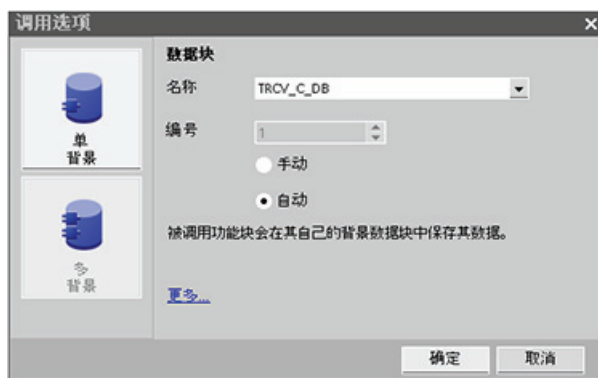 调用选项
数据块
名称
TRCV_C_DB
编号
1
手动
自动
单
背景
多
背景
被调用功能块会在其自己的背景数据块中保存其数据。
更多...
确定
取消